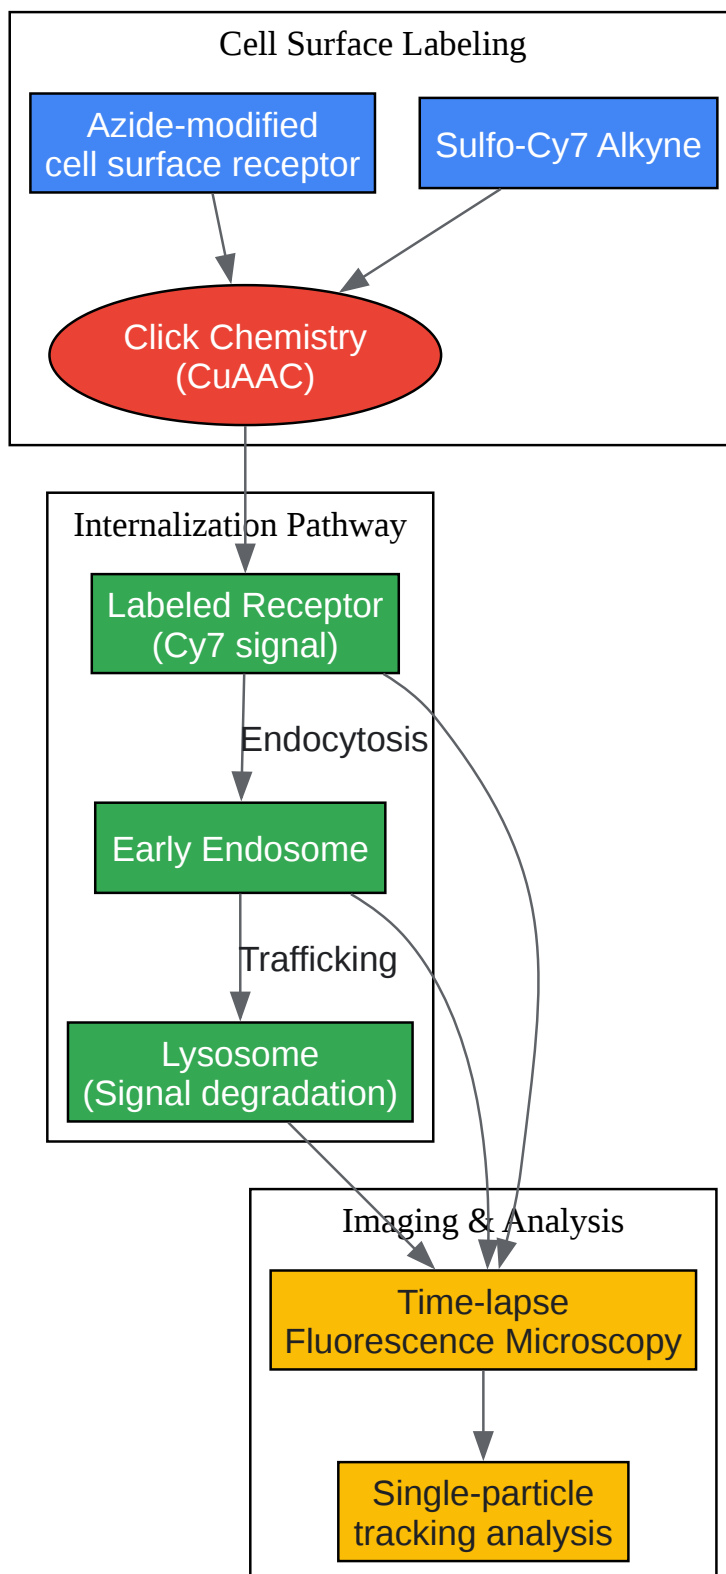 Cell Surface Labeling
Azide-modified
cell surface receptor
Sulfo-Cy7 Alkyne
Click Chemistry
(CuAAC)
Internalization Pathway
Labeled Receptor
(Cy7 signal)
Endocytosis
Early Endosome
Trafficking
Lysosome
(Signal degradation)
Imaging & Analysis
Time-lapse
Fluorescence Microscopy
Single-particle
tracking analysis